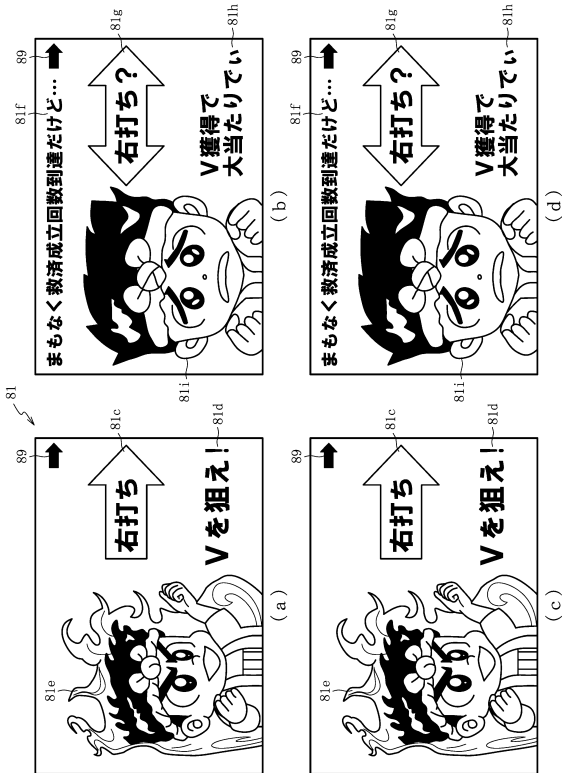 81
89
81c
右打ち
81d
Vを狙え！
81e
(a)
89
81f
まもなく救済成立回数到達だけど…
81g
右打ち？
81h
V獲得で
大当たりでぃ
81i
(b)
89
81c
右打ち
81d
Vを狙え！
81e
(c)
89
81f
まもなく救済成立回数到達だけど…
81g
右打ち？
81h
V獲得で
大当たりでぃ
81i
(d)